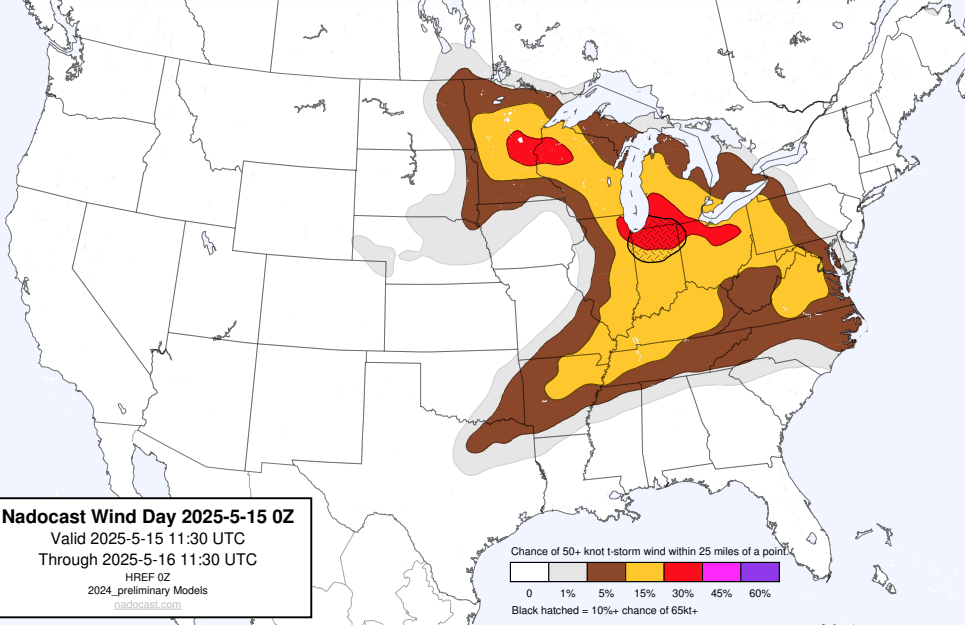 Nadocast Wind Day 2025-5-15 0Z
Valid 2025-5-15 11:30 UTC
Through 2025-5-16 11:30 UTC
HREF 0Z
2024_preliminary Models
nadocast.com
Chance of 50+ knot t-storm wind within 25 miles of a point.
0 1% 5% 15% 30% 45% 60%
Black hatched = 10%+ chance of 65kt+